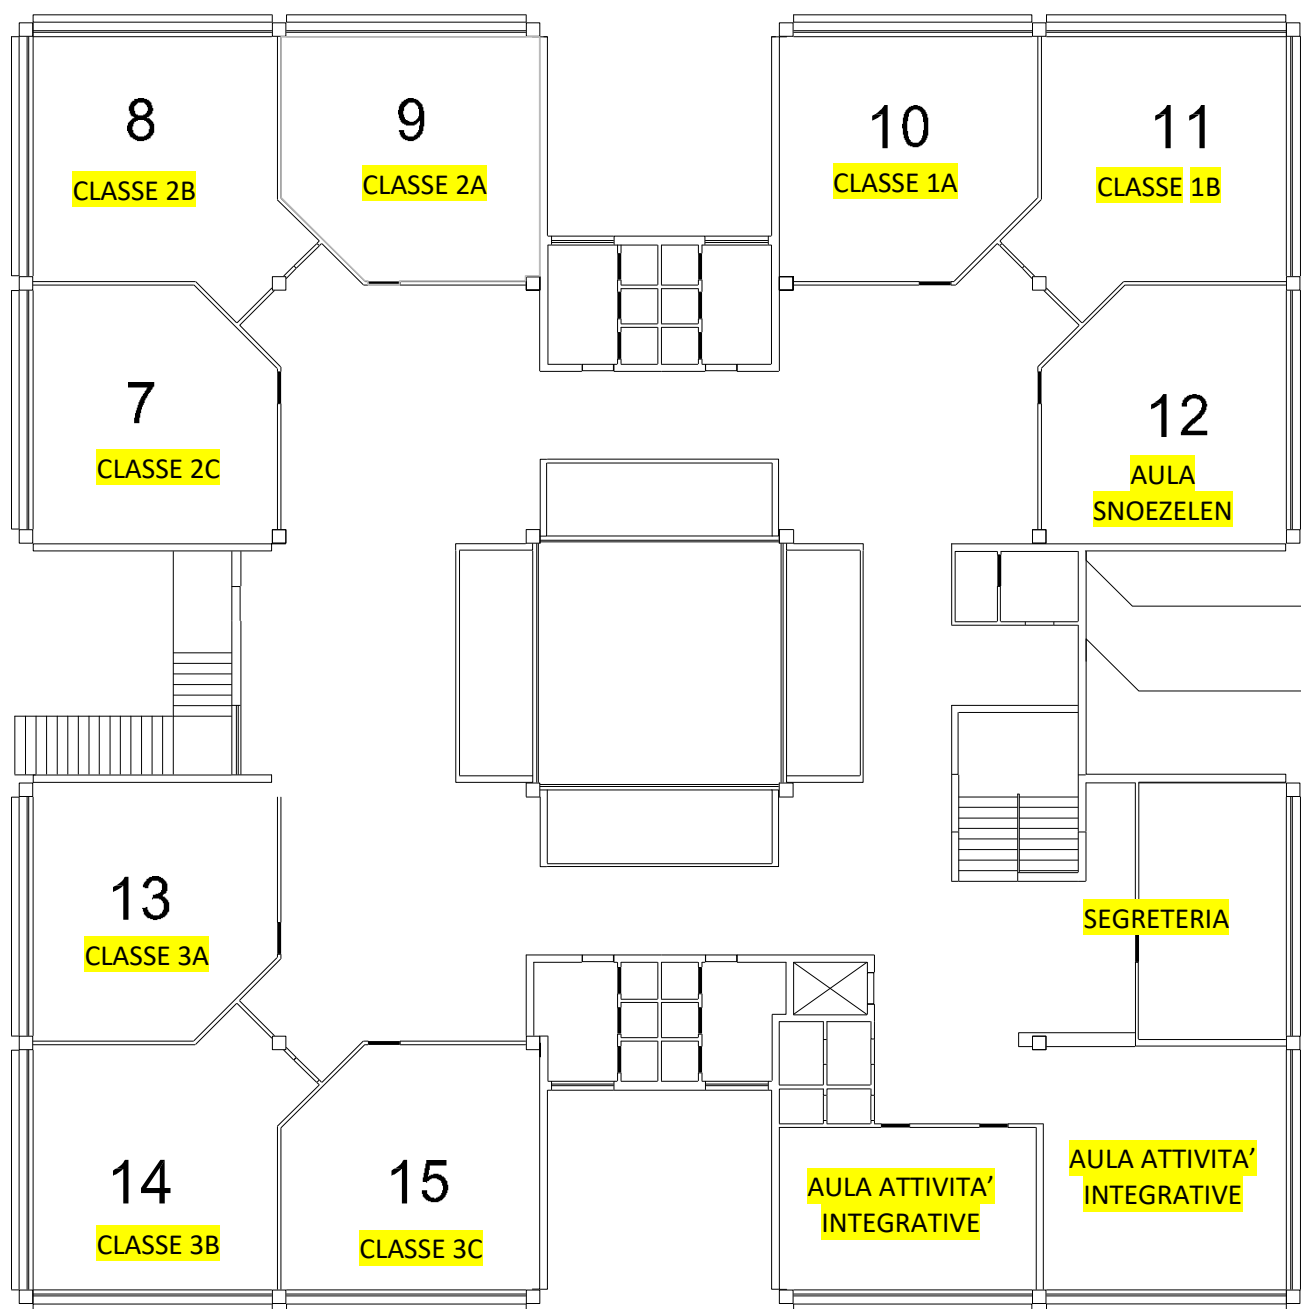 8
CLASSE 2B
9
CLASSE 2A
10
CLASSE 1A
11
CLASSE 1B
7
CLASSE 2C
12
AULA
SNOEZELEN
13
CLASSE 3A
SEGRETERIA
14
CLASSE 3B
15
CLASSE 3C
AULA ATTIVITA’
INTEGRATIVE
AULA ATTIVITA’
INTEGRATIVE